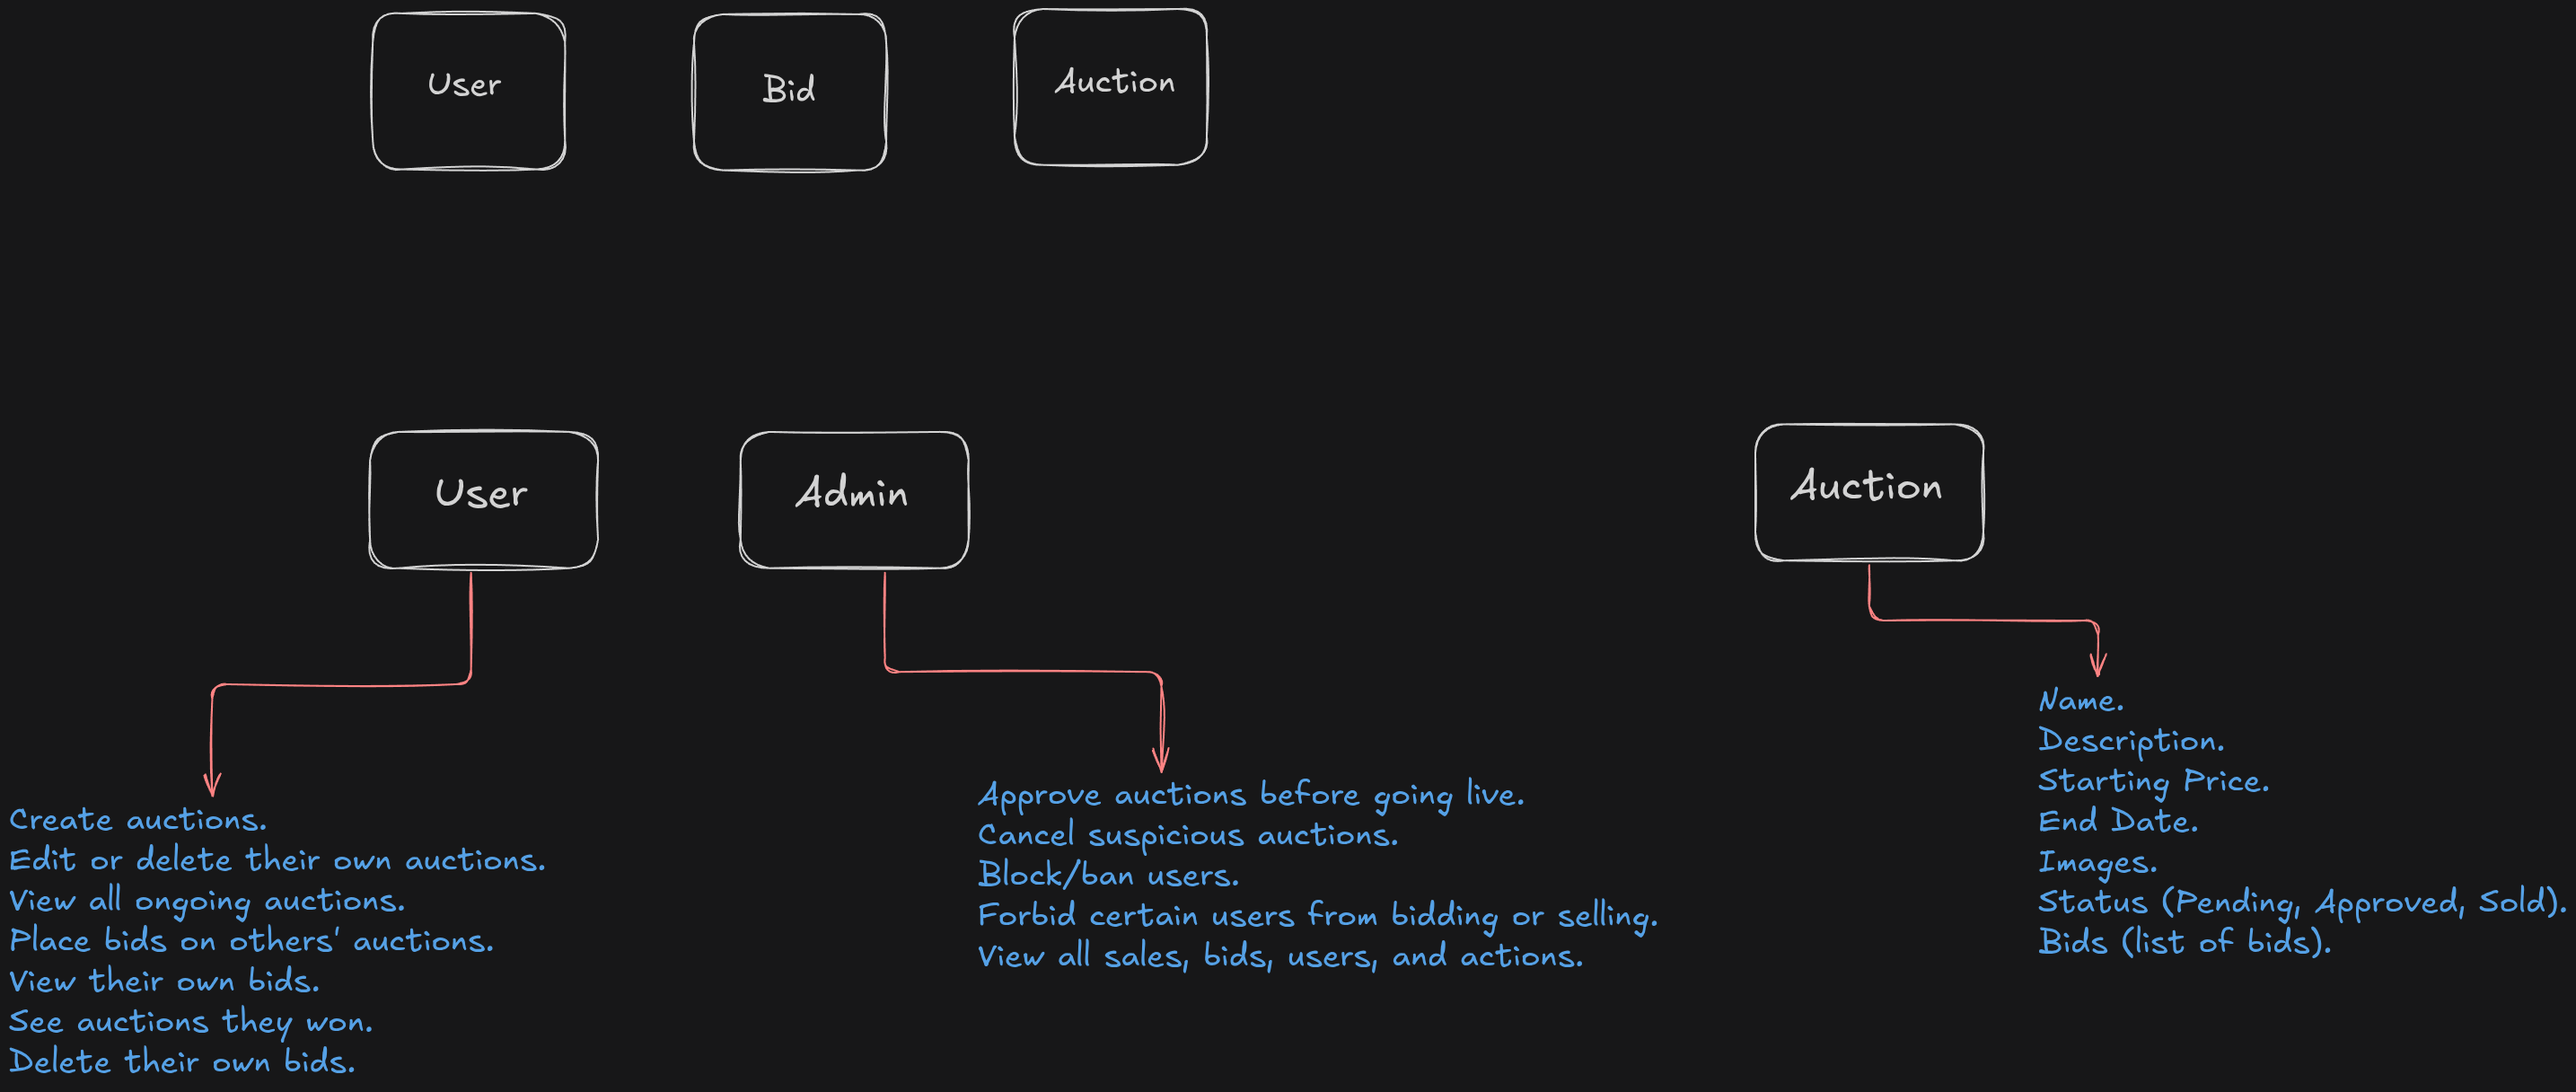 User
Bid
Auction
User
Admin
Auction
Create auctions.
Edit or delete their own auctions.
View all ongoing auctions.
Place bids on others' auctions.
View their own bids.
See auctions they won.
Delete their own bids.
Approve auctions before going live.
Cancel suspicious auctions.
Block/ban users.
Forbid certain users from bidding or selling.
View all sales, bids, users, and actions.
Name.
Description.
Starting Price.
End Date.
Images.
Status (Pending, Approved, Sold).
Bids (list of bids).